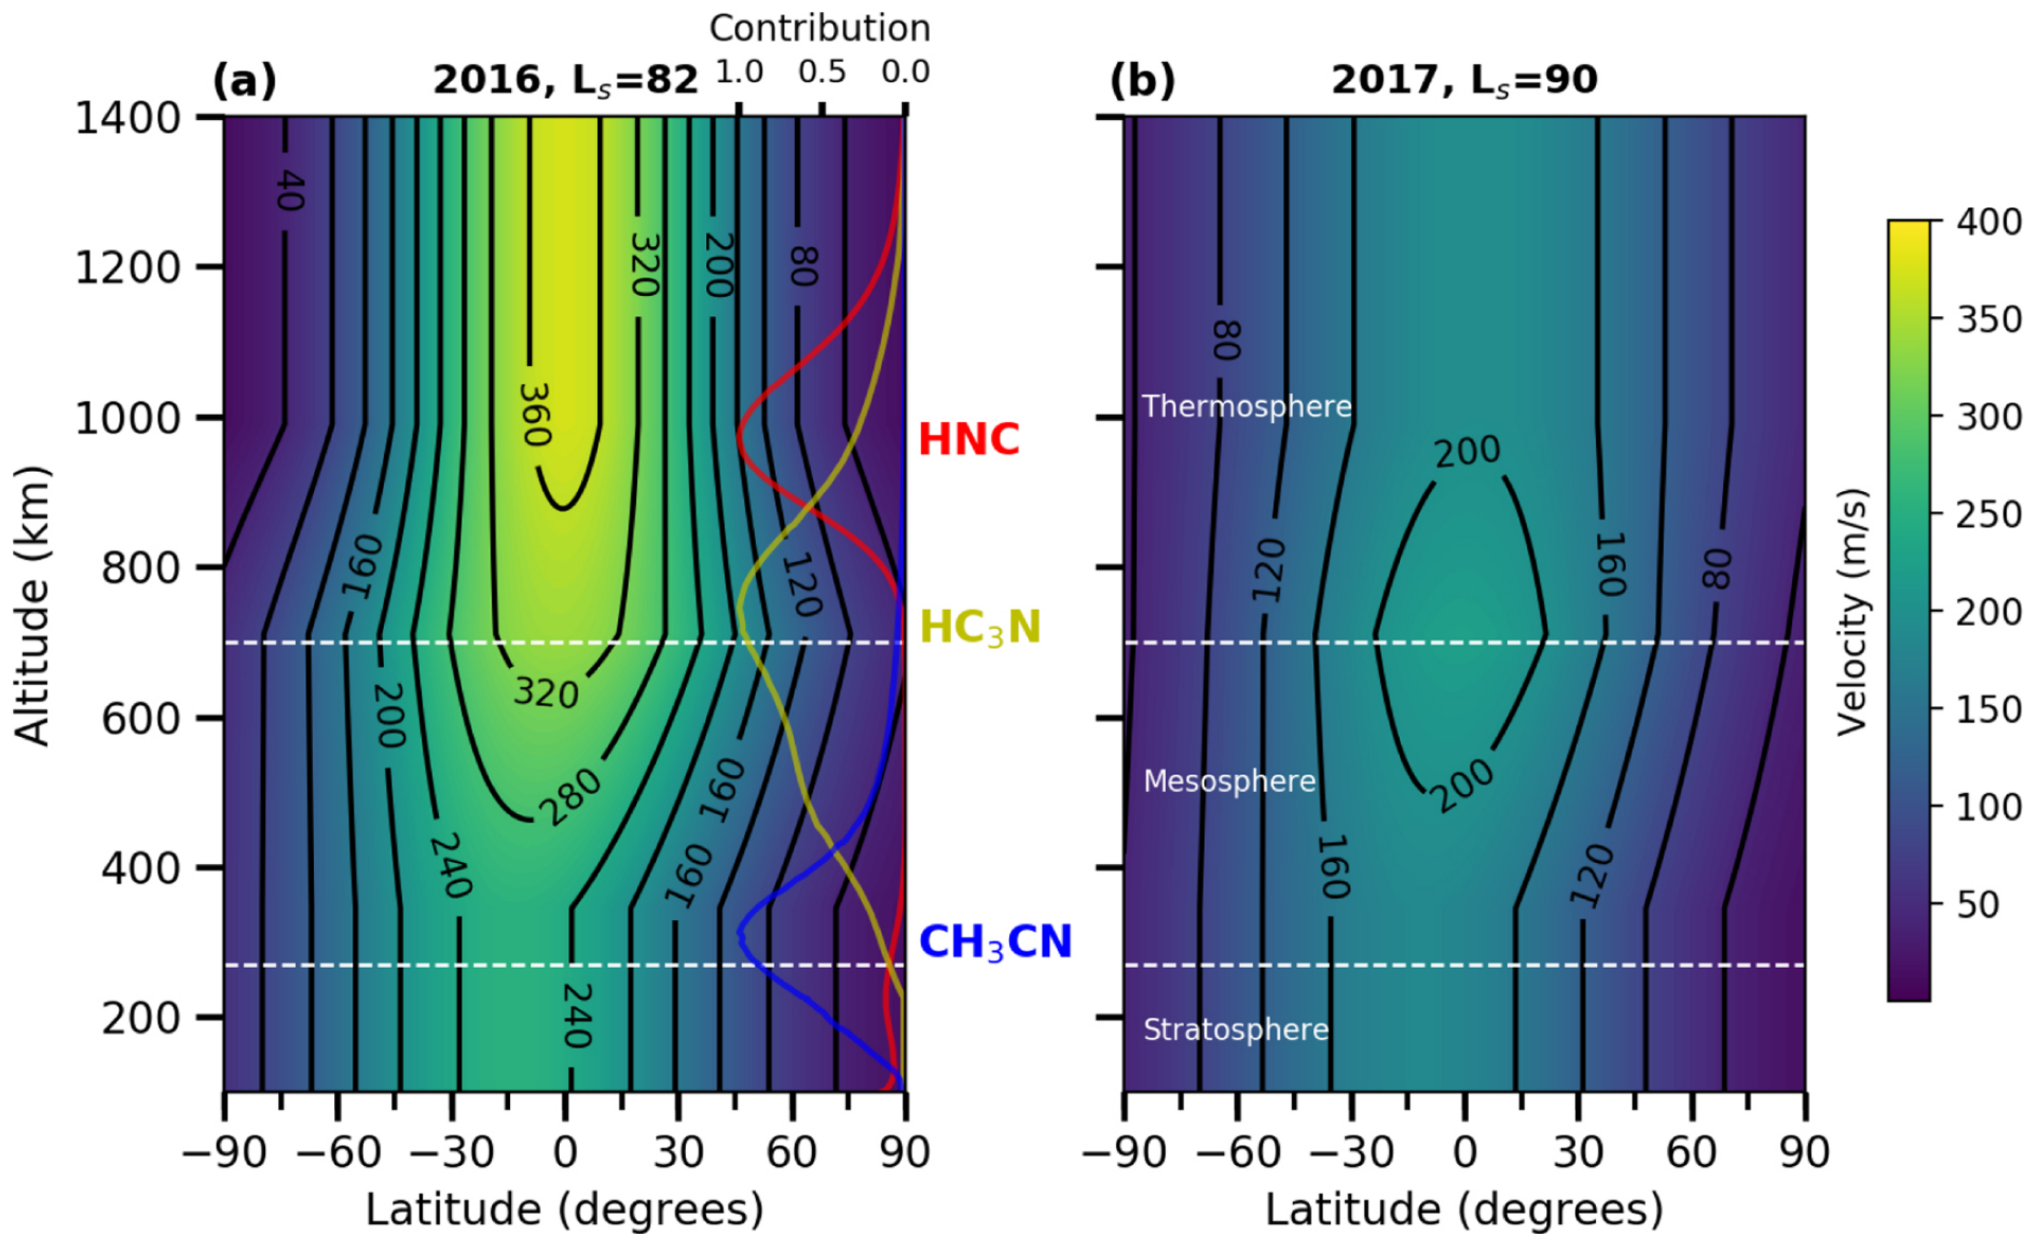 Contribution
(a) 2016, Lₛ=82 1.0 0.5 0.0
(b) 2017, Lₛ=90
1400
1200
1000
800
600
400
200
Altitude (km)
40
320
200
80
360
160
120
320
200
280
160
240
160
240
HNC
HC₃N
CH₃CN
−90 −60 −30 0 30 60 90
Latitude (degrees)
80
Thermosphere
200
120
160
80
Mesosphere
200
160
120
Stratosphere
−90 −60 −30 0 30 60 90
Latitude (degrees)
Velocity (m/s)
400
350
300
250
200
150
100
50